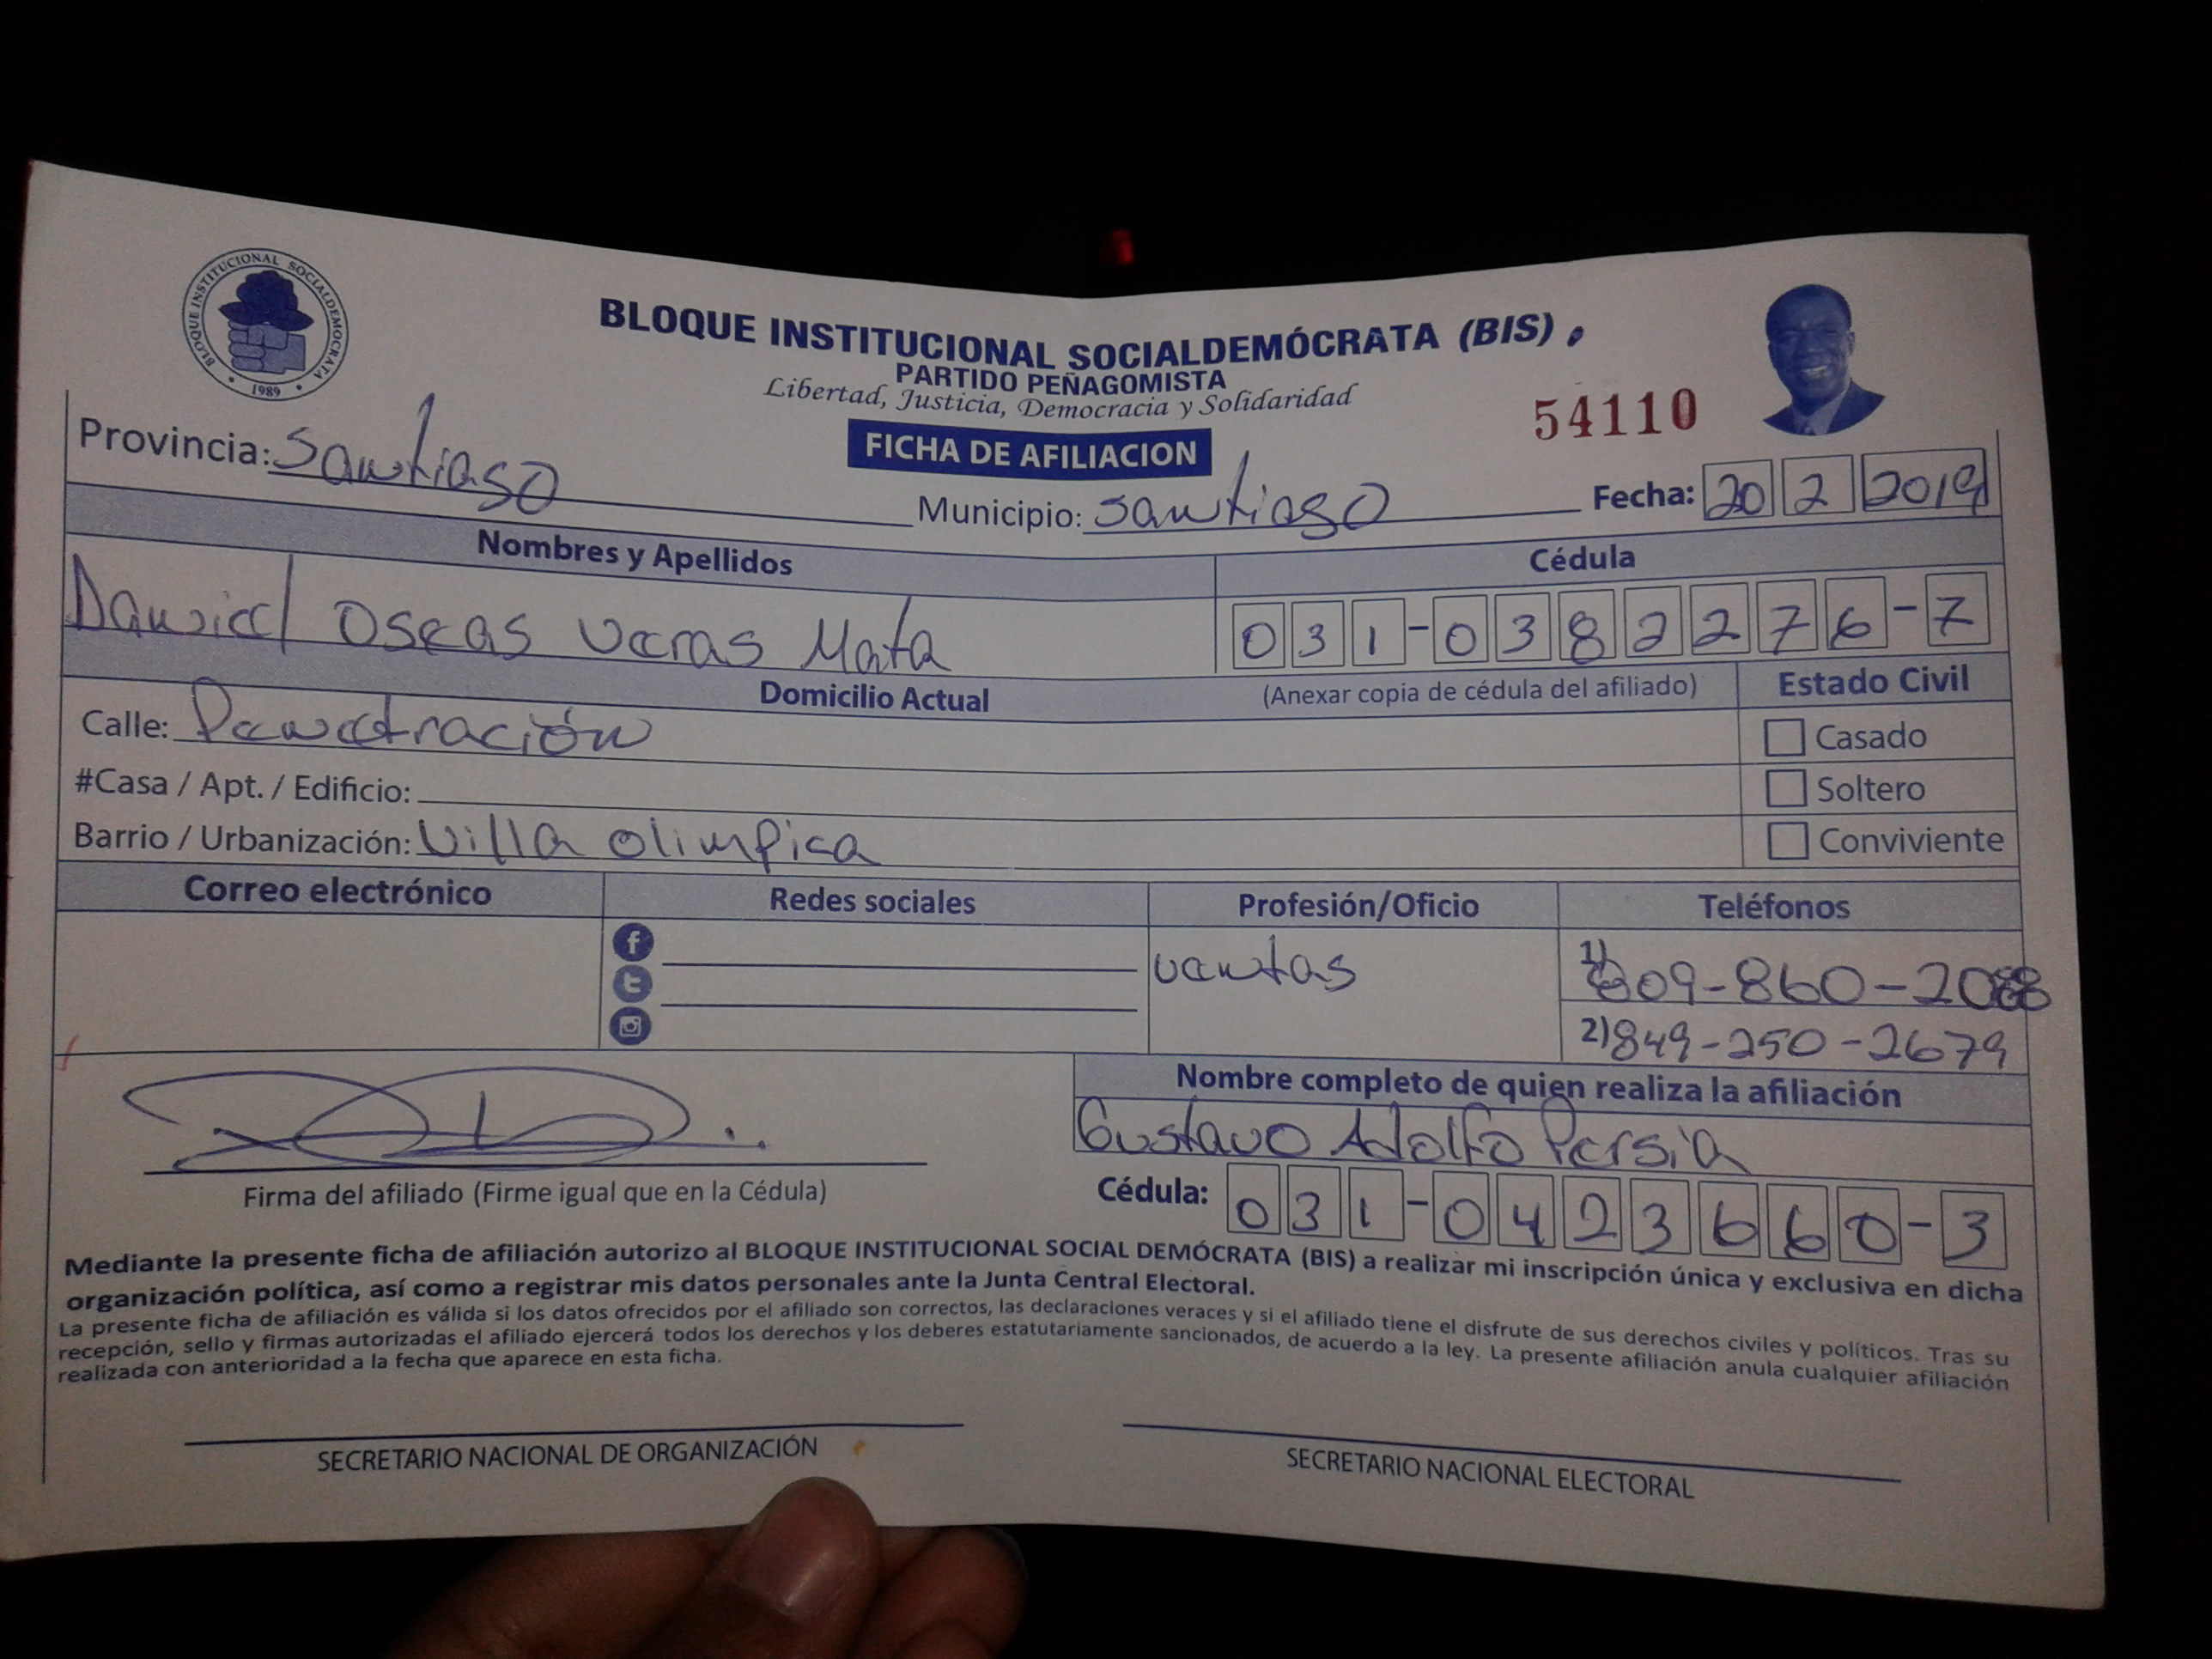 BLOQUE INSTITUCIONAL SOCIALDEMOCRATA
1989
BLOQUE INSTITUCIONAL SOCIALDEMÓCRATA (BIS)
PARTIDO PEÑAGOMISTA
Libertad, Justicia, Democracia y Solidaridad
54110
FICHA DE AFILIACION
Provincia: Santiago
Municipio: Santiago
Fecha: 20 2 2019
Nombres y Apellidos
Cédula
Daniel Oseas Veras Mata
031-0382276-7
Domicilio Actual
(Anexar copia de cédula del afiliado)
Estado Civil
Calle: Penetración
Casado
#Casa / Apt. / Edificio:
Soltero
Barrio / Urbanización: Villa Olimpica
Conviviente
Correo electrónico
Redes sociales
Profesión/Oficio
Teléfonos
ventas
1) 809-860-20
2) 849-250-2679
Nombre completo de quien realiza la afiliación
Gustavo Adolfo Persia
Firma del afiliado (Firme igual que en la Cédula)
Cédula: 031-0423660-3
Mediante la presente ficha de afiliación autorizo al BLOQUE INSTITUCIONAL SOCIAL DEMÓCRATA (BIS) a realizar mi inscripción única y exclusiva en dicha
organización política, así como a registrar mis datos personales ante la Junta Central Electoral.
La presente ficha de afiliación es válida si los datos ofrecidos por el afiliado son correctos, las declaraciones veraces y si el afiliado tiene el disfrute de sus derechos civiles y políticos. Tras su
recepción, sello y firmas autorizadas el afiliado ejercerá todos los derechos y los deberes estatutariamente sancionados, de acuerdo a la ley. La presente afiliación anula cualquier afiliación
realizada con anterioridad a la fecha que aparece en esta ficha.
SECRETARIO NACIONAL DE ORGANIZACIÓN
SECRETARIO NACIONAL ELECTORAL